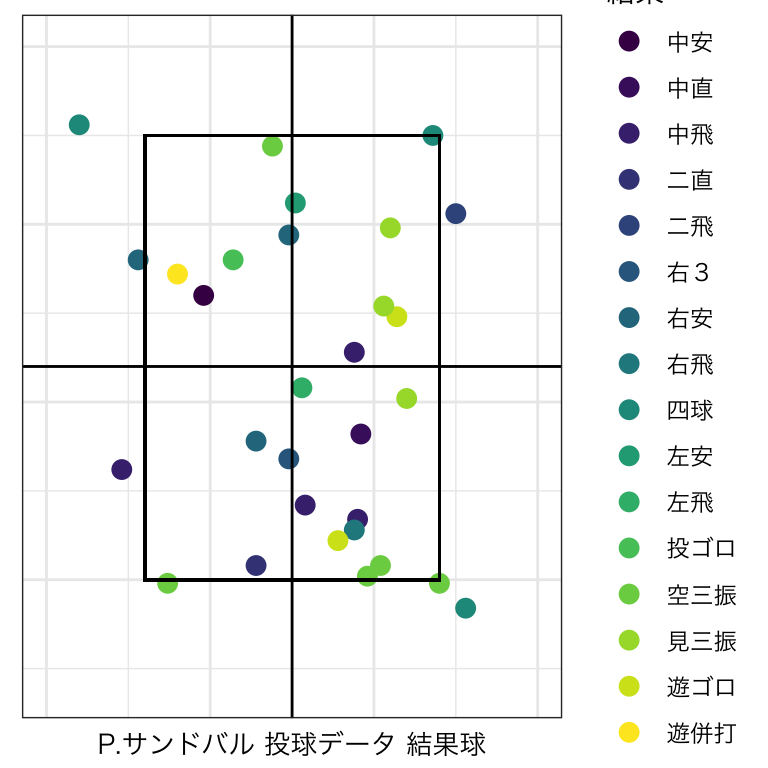 結果
中安
中直
中飛
二直
二飛
右３
右安
右飛
四球
左安
左飛
投ゴロ
空三振
見三振
遊ゴロ
遊併打
P.サンドバル 投球データ 結果球